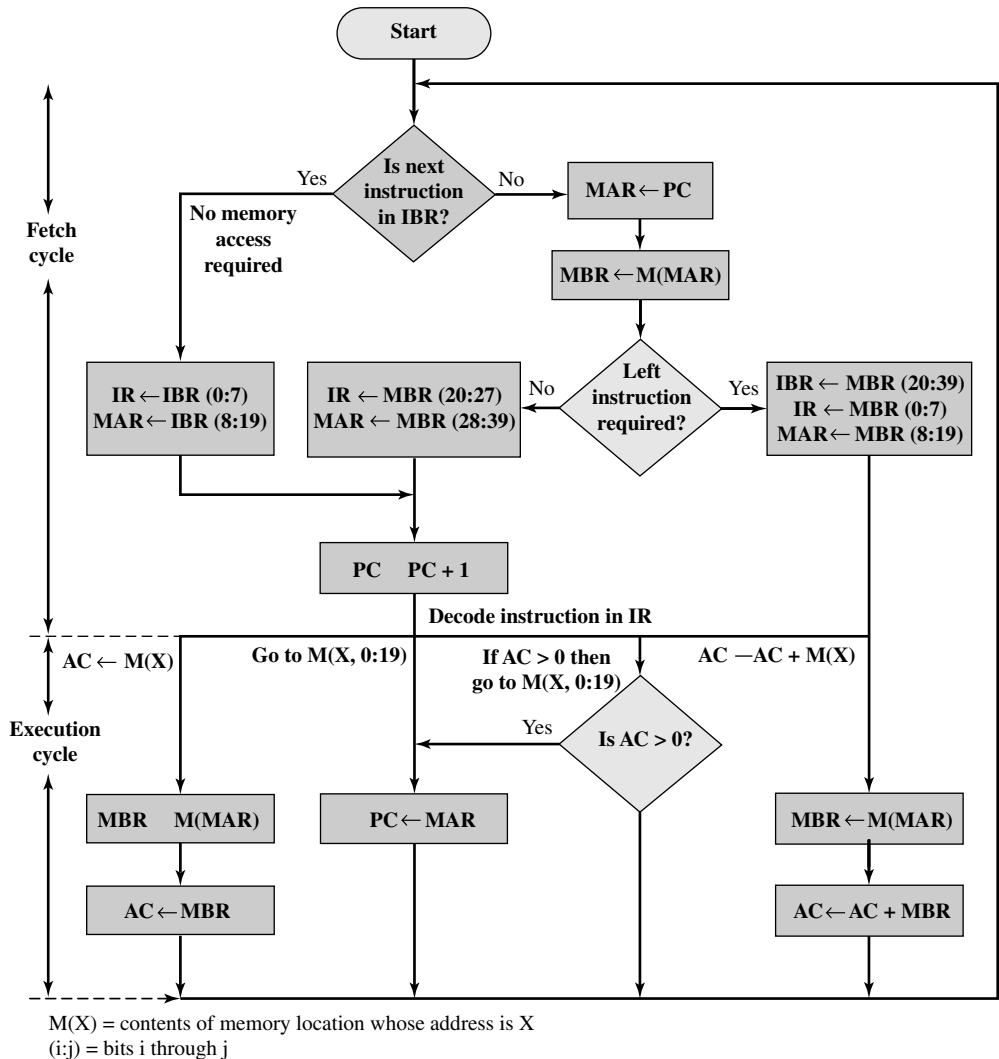 Start
Is next
instruction
in IBR?
Yes
No
No memory
access
required
MAR ← PC
MBR ← M(MAR)
Fetch
cycle
Left
instruction
required?
No
Yes
IR ← IBR (0:7)
MAR ← IBR (8:19)
IR ← MBR (20:27)
MAR ← MBR (28:39)
IBR ← MBR (20:39)
IR ← MBR (0:7)
MAR ← MBR (8:19)
PC PC + 1
Decode instruction in IR
AC ← M(X)
Go to M(X, 0:19)
If AC > 0 then
go to M(X, 0:19)
AC —AC + M(X)
Yes
Is AC > 0?
Execution
cycle
MBR M(MAR)
PC ← MAR
MBR ← M(MAR)
AC ← MBR
AC ← AC + MBR
M(X) = contents of memory location whose address is X
(i:j) = bits i through j